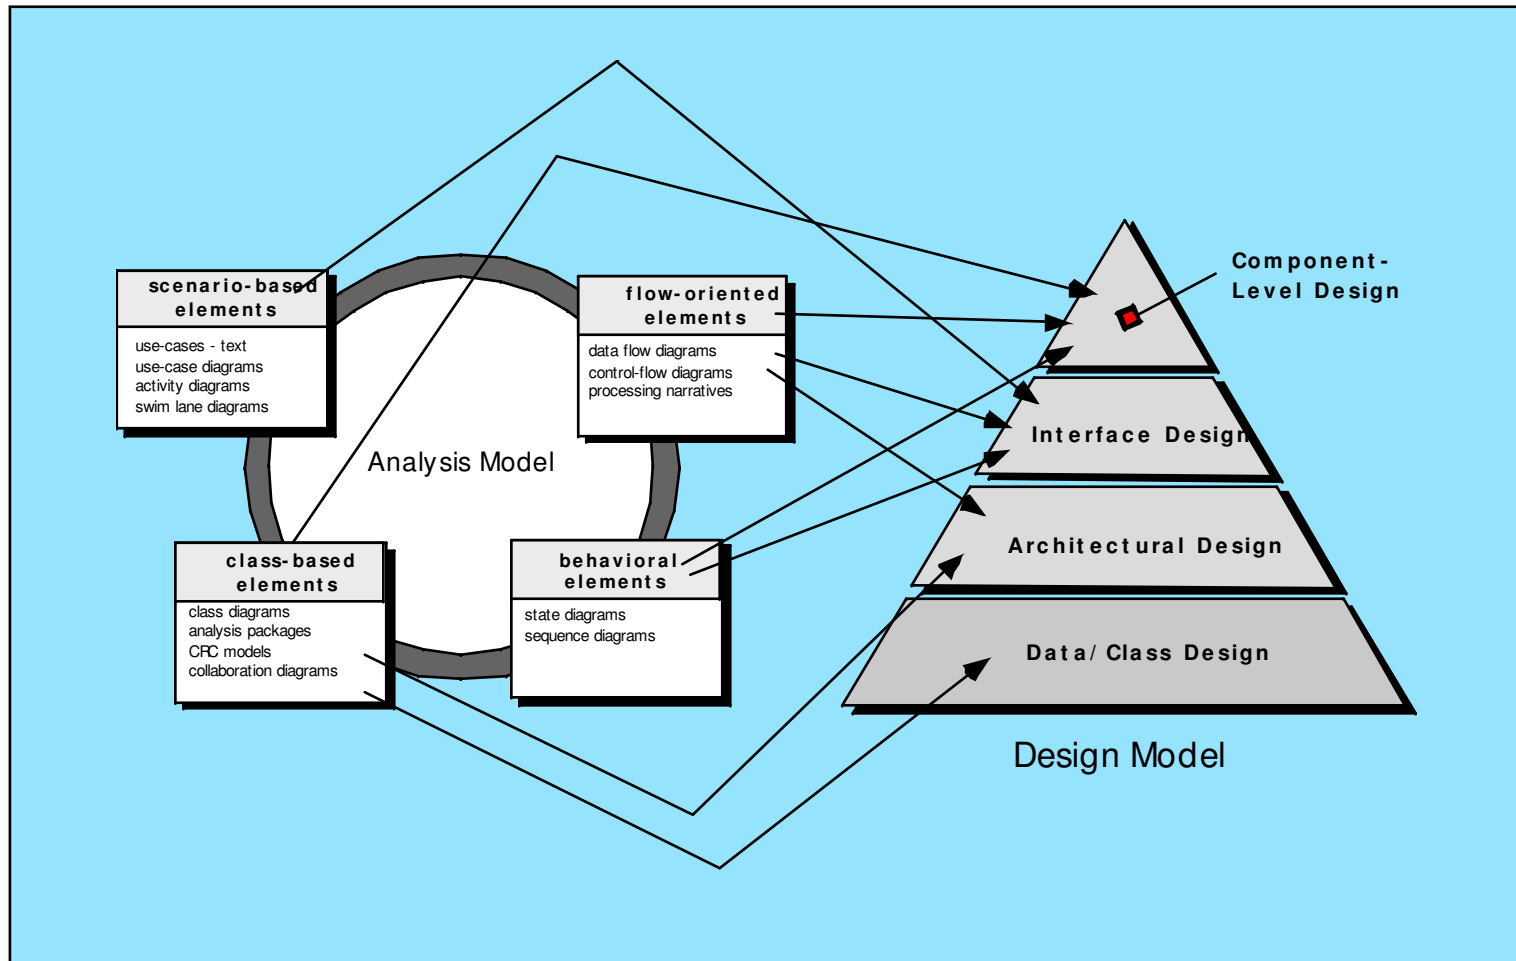 scenario-based
elements
use-cases - text
use-case diagrams
activity diagrams
swim lane diagrams
flow-oriented
elements
data flow diagrams
control-flow diagrams
processing narratives
Analysis Model
class-based
elements
class diagrams
analysis packages
CRC models
collaboration diagrams
behavioral
elements
state diagrams
sequence diagrams
Component-
Level Design
Interface Design
Architectural Design
Data/Class Design
Design Model